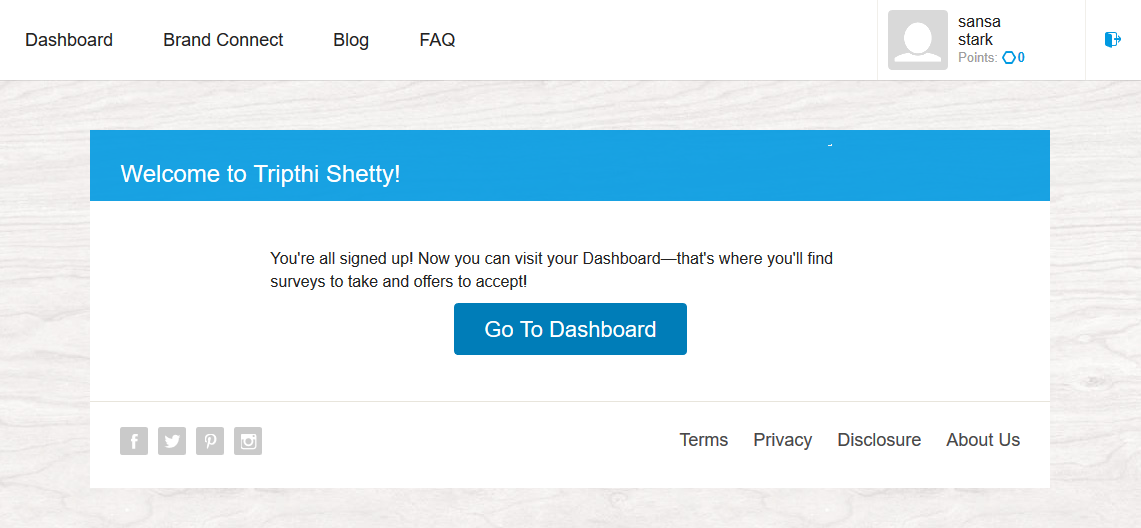 Dashboard Brand Connect Blog FAQ
sansa
stark
Points: 0
Welcome to Tripthi Shetty!
You're all signed up! Now you can visit your Dashboard—that's where you'll find
surveys to take and offers to accept!
Go To Dashboard
Terms Privacy Disclosure About Us